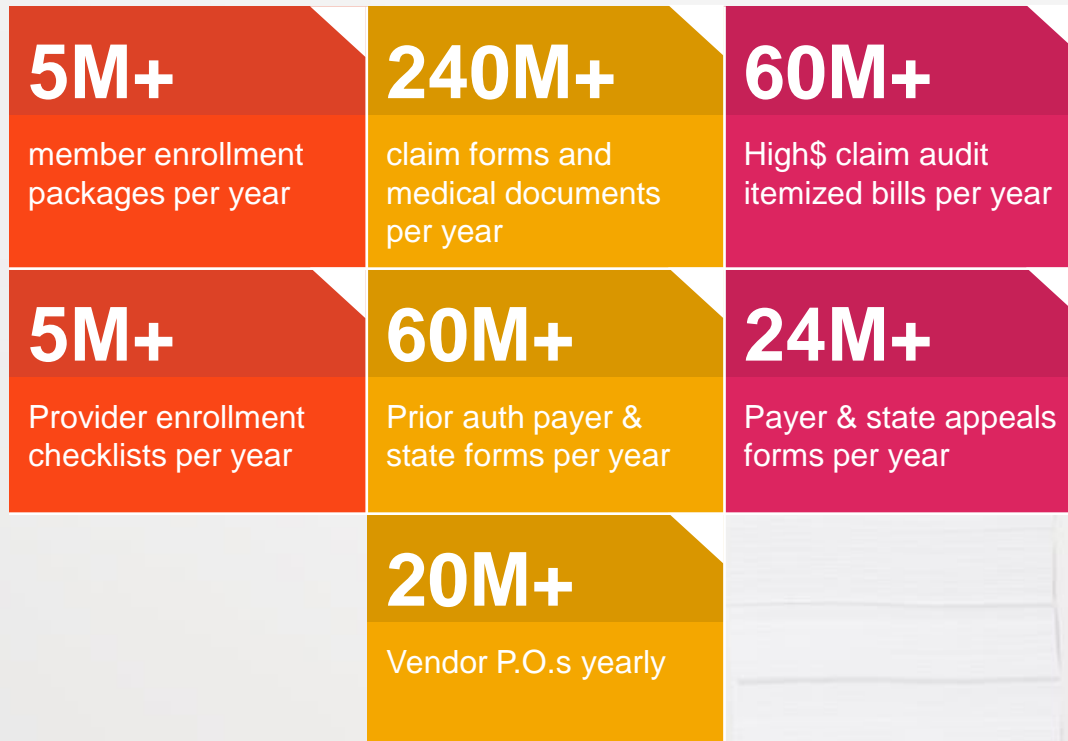 5M+
member enrollment
packages per year
240M+
claim forms and
medical documents
per year
60M+
High$ claim audit
itemized bills per year
5M+
Provider enrollment
checklists per year
60M+
Prior auth payer &
state forms per year
24M+
Payer & state appeals
forms per year
20M+
Vendor P.O.s yearly